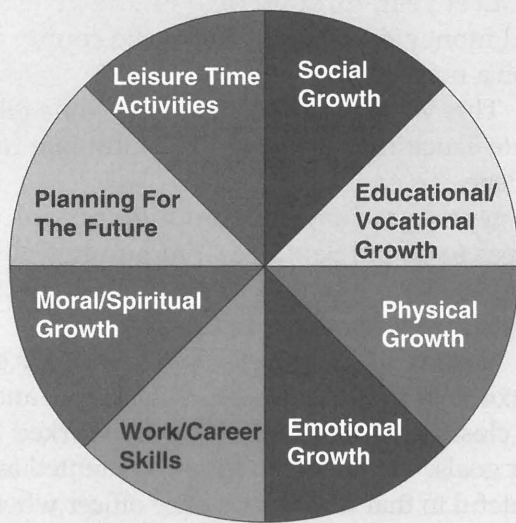 Leisure Time
Activities
Social
Growth
Educational/
Vocational
Growth
Physical
Growth
Emotional
Growth
Work/Career
Skills
Moral/Spiritual
Growth
Planning For
The Future